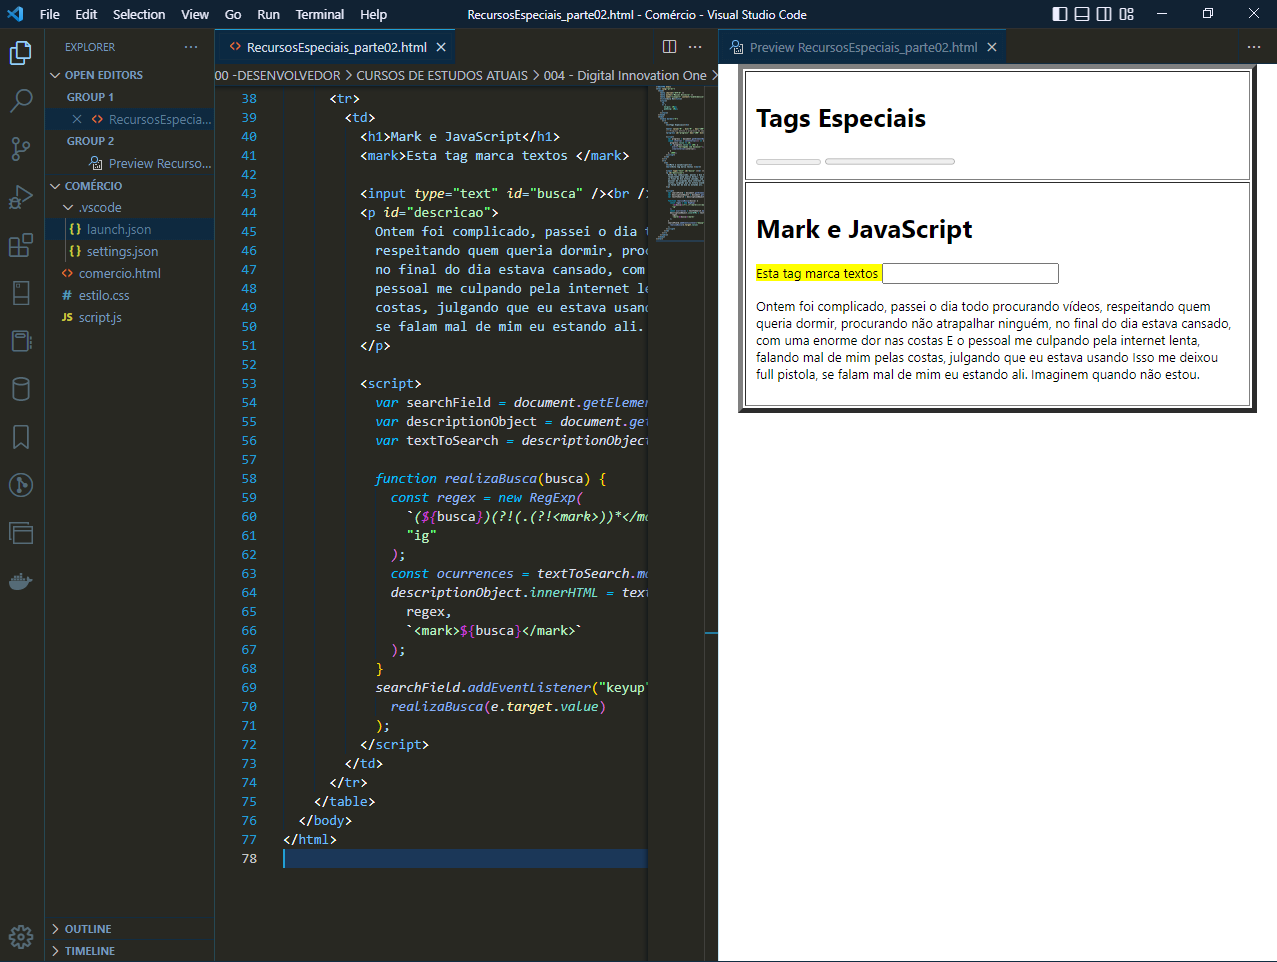 File Edit Selection View Go Run Terminal Help
RecursosEspeciais_parte02.html - Comércio - Visual Studio Code
EXPLORER
OPEN EDITORS
GROUP 1
RecursosEspecia...
GROUP 2
Preview Recurso...
COMÉRCIO
.vscode
{} launch.json
{} settings.json
<> comercio.html
# estilo.css
JS script.js
OUTLINE
TIMELINE
<> RecursosEspeciais_parte02.html
00 -DESENVOLVEDOR > CURSOS DE ESTUDOS ATUAIS > 004 - Digital Innovation One >
38 <tr>
39 <td>
40 <h1>Mark e JavaScript</h1>
41 <mark>Esta tag marca textos </mark>
42
43 <input type="text" id="busca" /><br /
44 <p id="descricao">
45 Ontem foi complicado, passei o dia t
46 respeitando quem queria dormir, proc
47 no final do dia estava cansado, com
48 pessoal me culpando pela internet le
49 costas, julgando que eu estava usand
50 se falam mal de mim eu estando ali.
51 </p>
52
53 <script>
54 var searchField = document.getElemen
55 var descriptionObject = document.get
56 var textToSearch = descriptionObject
57
58 function realizaBusca(busca) {
59 const regex = new RegExp(
60 `(${busca})(?!(.(?!<mark>))*</ma
61 "ig"
62 );
63 const ocurrences = textToSearch.ma
64 descriptionObject.innerHTML = text
65 regex,
66 `<mark>${busca}</mark>`
67 );
68 }
69 searchField.addEventListener("keyup"
70 realizaBusca(e.target.value)
71 );
72 </script>
73 </td>
74 </tr>
75 </table>
76 </body>
77 </html>
78
Preview RecursosEspeciais_parte02.html
Tags Especiais
Mark e JavaScript
Esta tag marca textos
Ontem foi complicado, passei o dia todo procurando vídeos, respeitando quem
queria dormir, procurando não atrapalhar ninguém, no final do dia estava cansado,
com uma enorme dor nas costas E o pessoal me culpando pela internet lenta,
falando mal de mim pelas costas, julgando que eu estava usando Isso me deixou
full pistola, se falam mal de mim eu estando ali. Imaginem quando não estou.